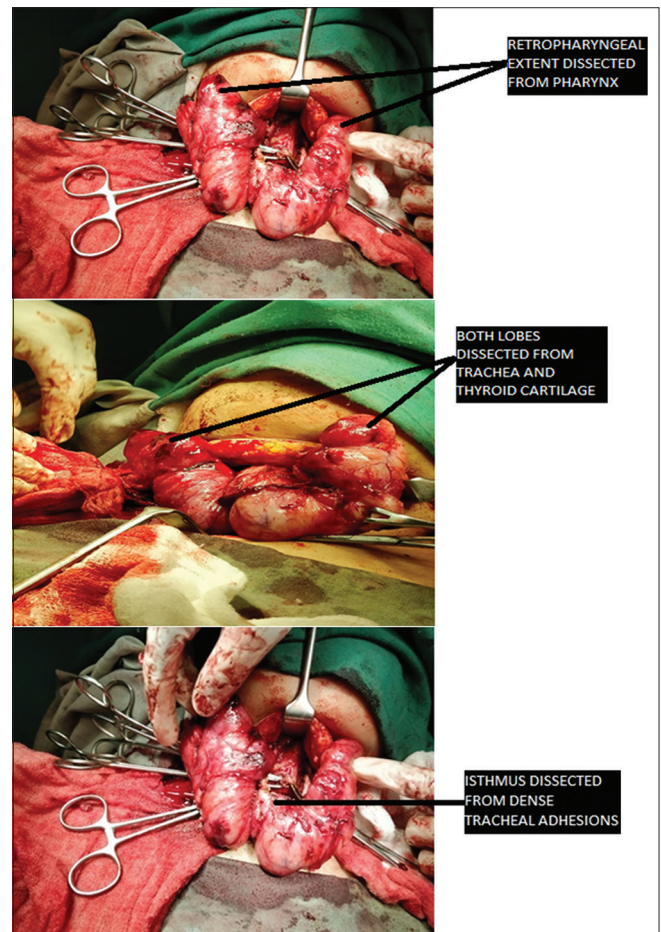 RETROPHARYNGEAL
EXTENT DISSECTED
FROM PHARYNX
BOTH LOBES
DISSECTED FROM
TRACHEA AND
THYROID CARTILAGE
ISTHMUS DISSECTED
FROM DENSE
TRACHEAL ADHESIONS